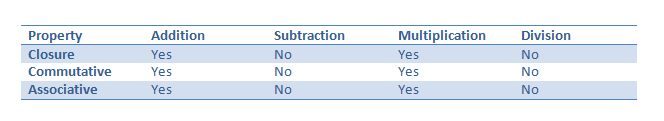 Property Addition Subtraction Multiplication Division
Closure Yes No Yes No
Commutative Yes No Yes No
Associative Yes No Yes No